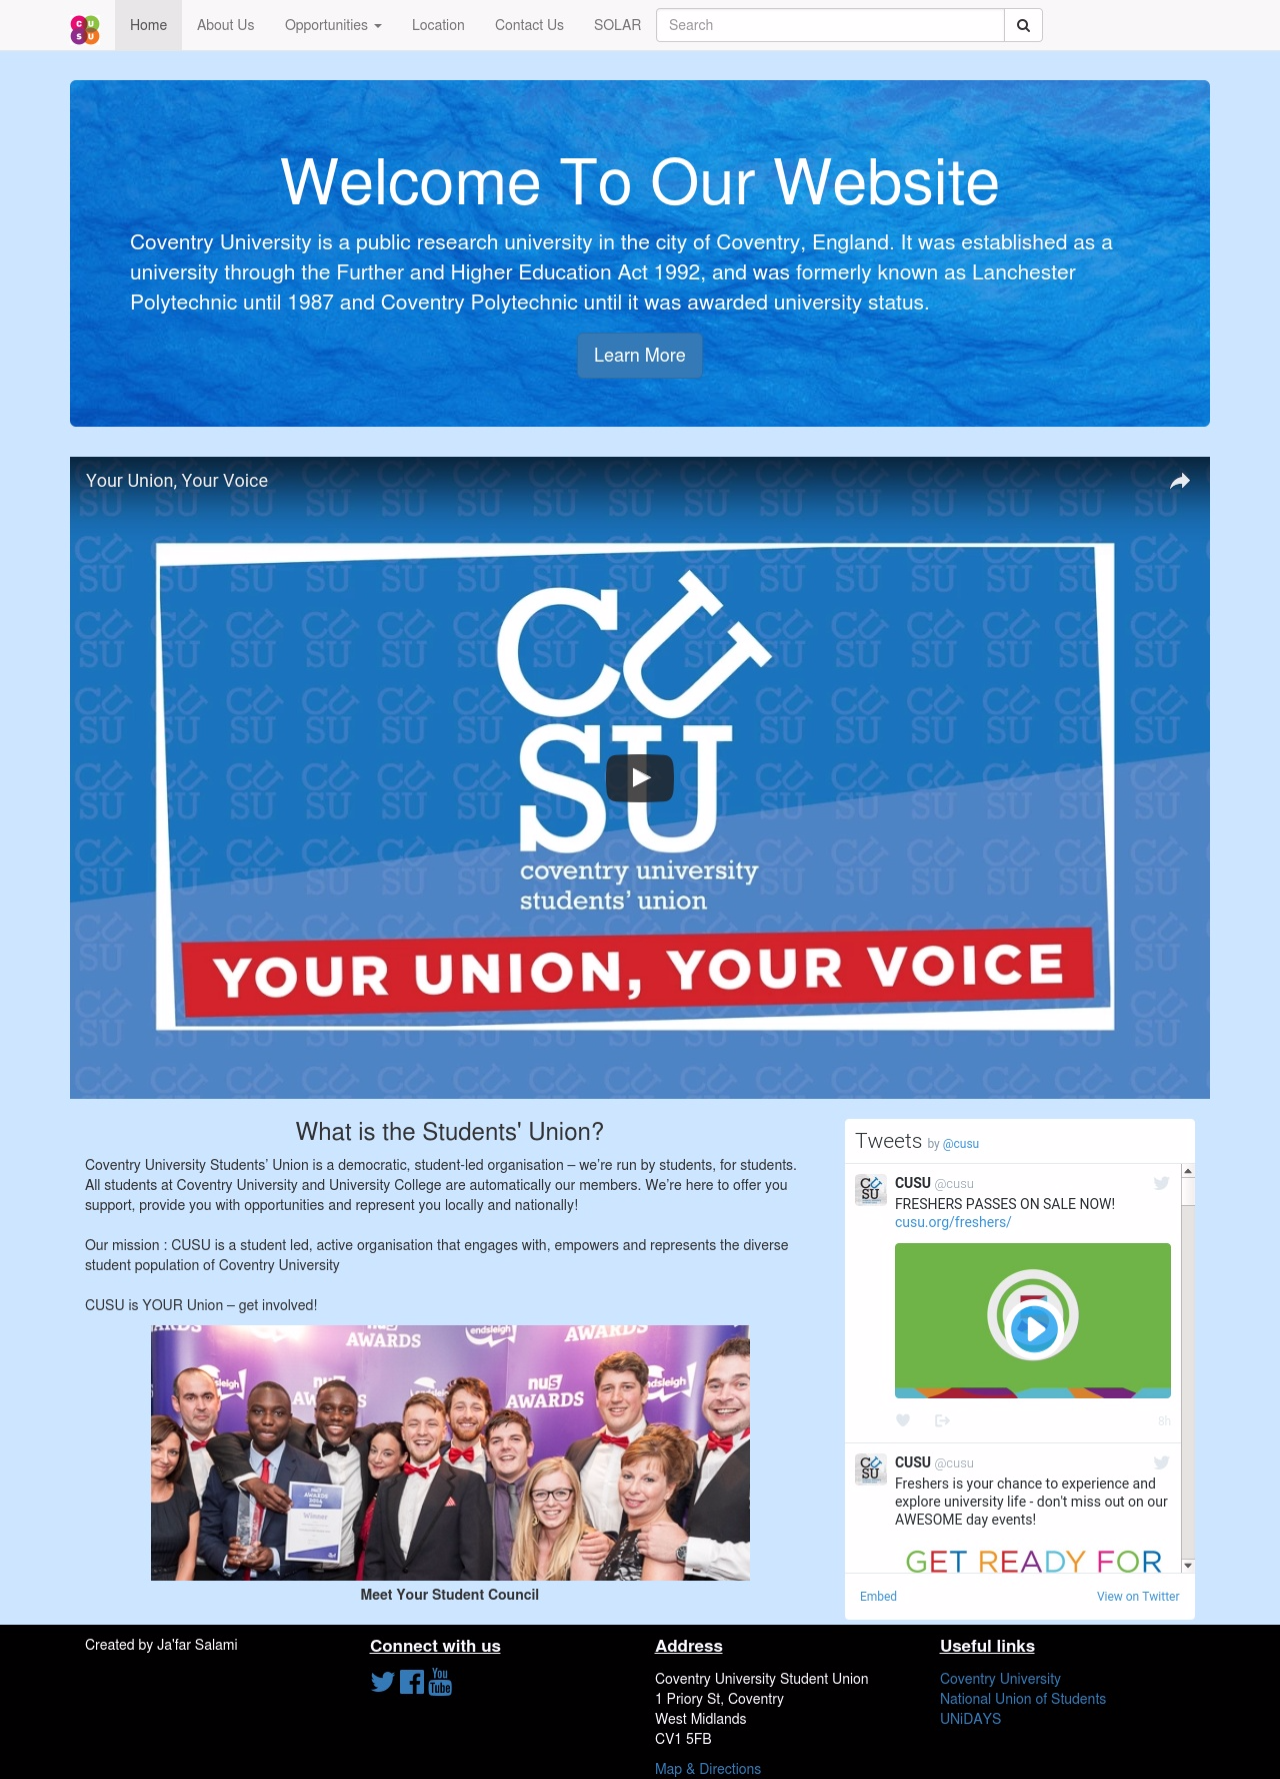 CU
SU
Home
About Us
Opportunities
Location
Contact Us
SOLAR
Search
Welcome To Our Website
Coventry University is a public research university in the city of Coventry, England. It was established as a
university through the Further and Higher Education Act 1992, and was formerly known as Lanchester
Polytechnic until 1987 and Coventry Polytechnic until it was awarded university status.
Learn More
Your Union, Your Voice
CU
SU
coventry university
students' union
YOUR UNION, YOUR VOICE
What is the Students' Union?
Coventry University Students’ Union is a democratic, student-led organisation – we’re run by students, for students.
All students at Coventry University and University College are automatically our members. We’re here to offer you
support, provide you with opportunities and represent you locally and nationally!
Our mission : CUSU is a student led, active organisation that engages with, empowers and represents the diverse
student population of Coventry University
CUSU is YOUR Union – get involved!
AWARDS
endsleigh
AWARDS
nus
AWARDS
Winner
Meet Your Student Council
Tweets by @cusu
CUSU @cusu
FRESHERS PASSES ON SALE NOW!
cusu.org/freshers/
8h
CUSU @cusu
Freshers is your chance to experience and
explore university life - don't miss out on our
AWESOME day events!
GET READY FOR
Embed
View on Twitter
Created by Ja'far Salami
Connect with us
You
Tube
Address
Coventry University Student Union
1 Priory St, Coventry
West Midlands
CV1 5FB
Map & Directions
Useful links
Coventry University
National Union of Students
UNiDAYS